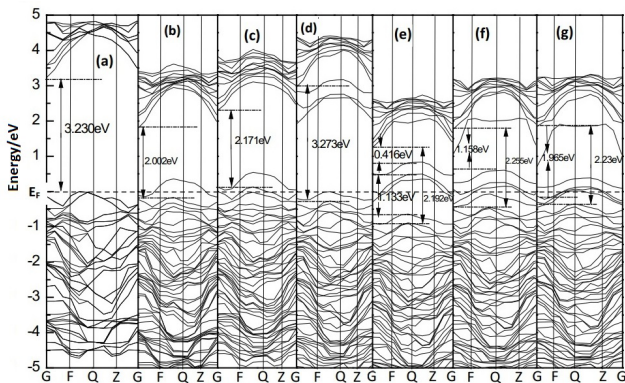 5
4
3
2
1
E_F
-1
-2
-3
-4
-5
Energy/eV
(a)
(b)
(c)
(d)
(e)
(f)
(g)
3.230eV
2.002eV
2.171eV
3.273eV
0.416eV
1.133eV
2.192eV
1.158eV
2.255eV
1.965eV
2.23eV
G F Q Z G F Q Z G F Q Z G F Q Z G F Q Z G F Q Z G F Q Z G